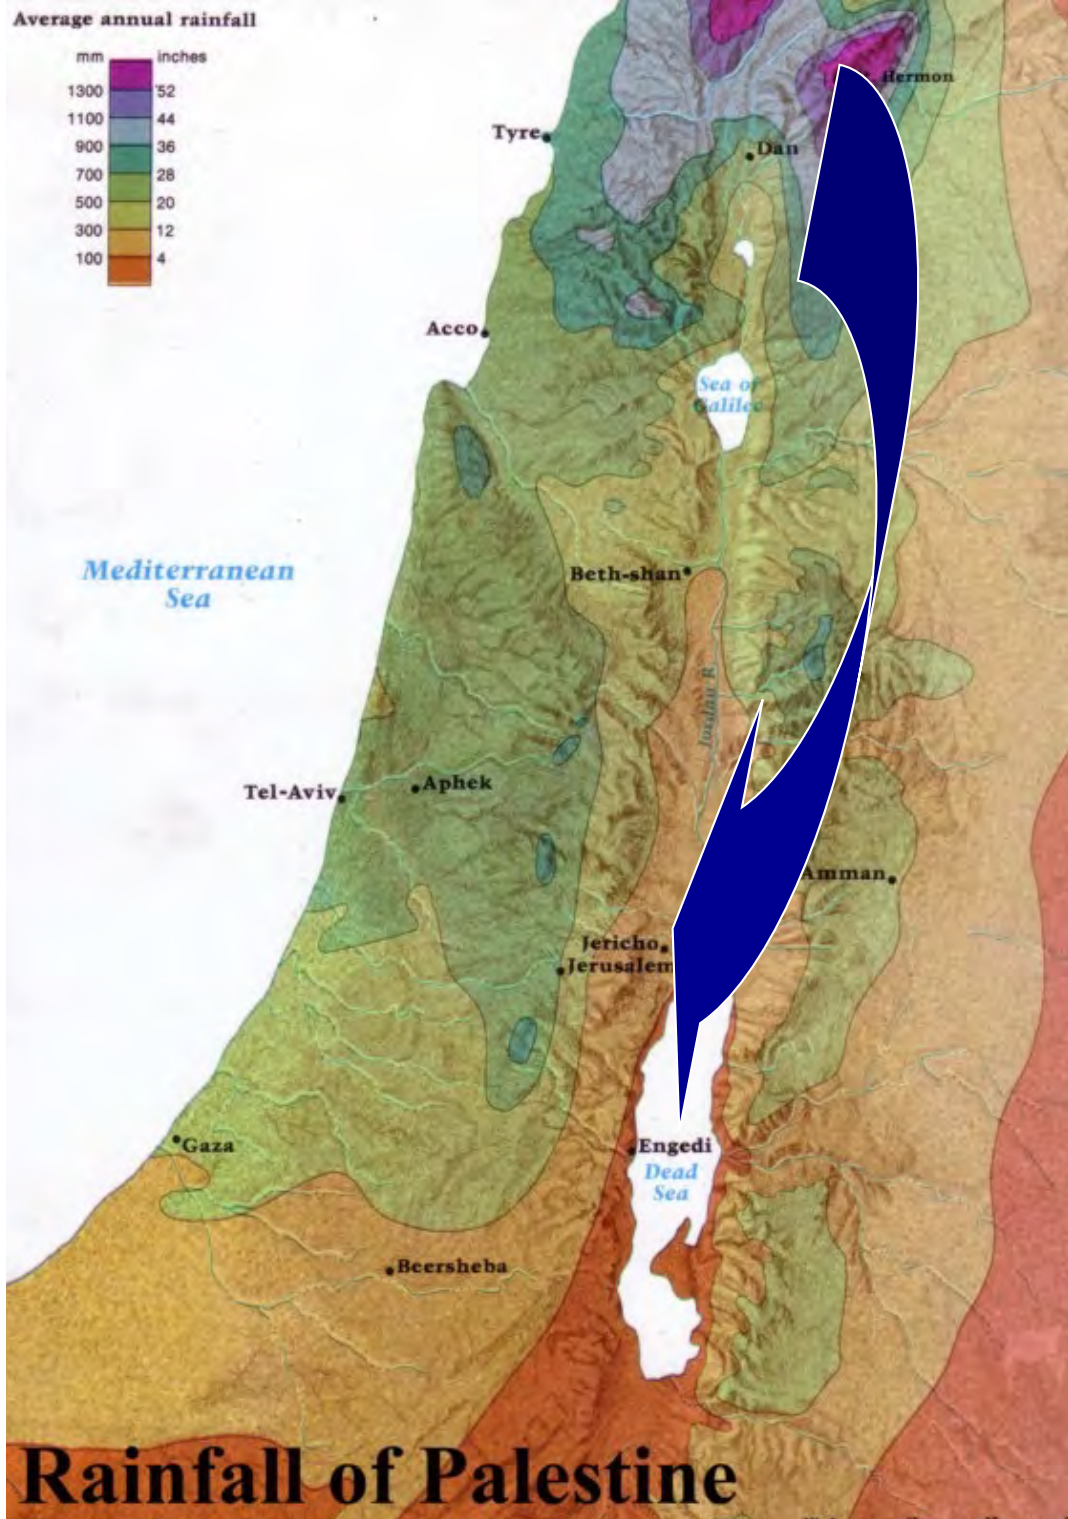 Average annual rainfall
mm inches
1300 52
1100 44
900 36
700 28
500 20
300 12
100 4
Hermon
Tyre
Dan
Acco
Sea of
Galilee
Mediterranean
Sea
Beth-shan
Jordan R.
Tel-Aviv
Aphek
Amman
Jericho
Jerusalem
Gaza
Engedi
Dead
Sea
Beersheba
Rainfall of Palestine